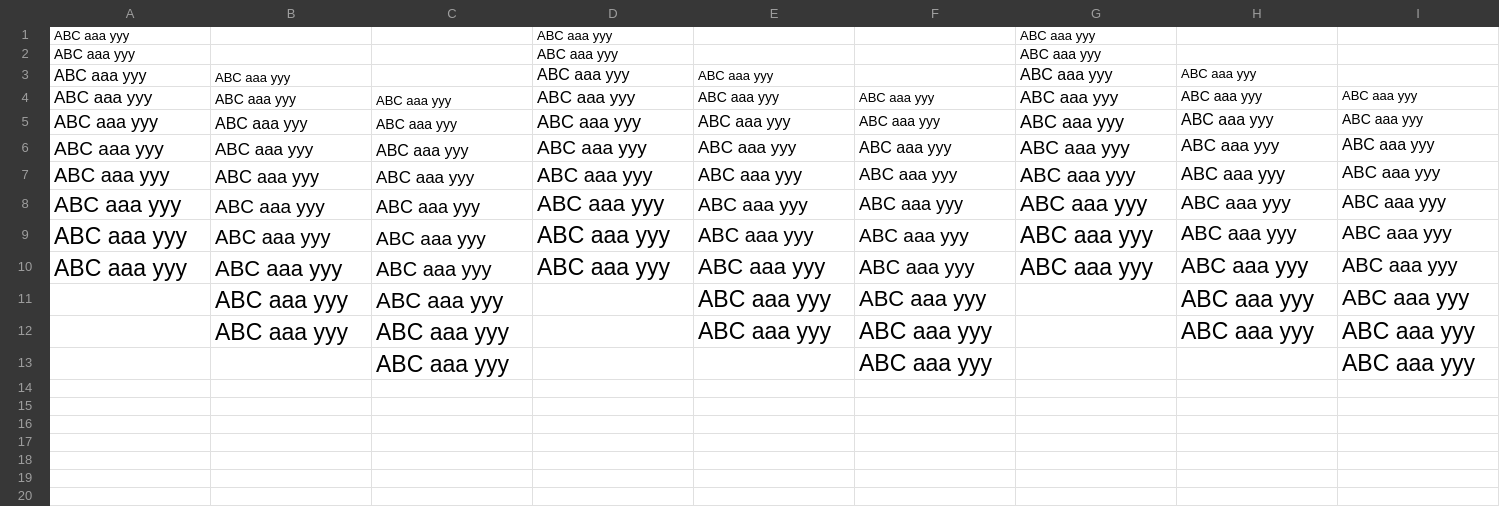 A B C D E F G H I
1 ABC aaa yyy ABC aaa yyy ABC aaa yyy
2 ABC aaa yyy ABC aaa yyy ABC aaa yyy
3 ABC aaa yyy ABC aaa yyy ABC aaa yyy ABC aaa yyy ABC aaa yyy ABC aaa yyy
4 ABC aaa yyy ABC aaa yyy ABC aaa yyy ABC aaa yyy ABC aaa yyy ABC aaa yyy ABC aaa yyy ABC aaa yyy ABC aaa yyy
5 ABC aaa yyy ABC aaa yyy ABC aaa yyy ABC aaa yyy ABC aaa yyy ABC aaa yyy ABC aaa yyy ABC aaa yyy ABC aaa yyy
6 ABC aaa yyy ABC aaa yyy ABC aaa yyy ABC aaa yyy ABC aaa yyy ABC aaa yyy ABC aaa yyy ABC aaa yyy ABC aaa yyy
7 ABC aaa yyy ABC aaa yyy ABC aaa yyy ABC aaa yyy ABC aaa yyy ABC aaa yyy ABC aaa yyy ABC aaa yyy ABC aaa yyy
8 ABC aaa yyy ABC aaa yyy ABC aaa yyy ABC aaa yyy ABC aaa yyy ABC aaa yyy ABC aaa yyy ABC aaa yyy ABC aaa yyy
9 ABC aaa yyy ABC aaa yyy ABC aaa yyy ABC aaa yyy ABC aaa yyy ABC aaa yyy ABC aaa yyy ABC aaa yyy ABC aaa yyy
10 ABC aaa yyy ABC aaa yyy ABC aaa yyy ABC aaa yyy ABC aaa yyy ABC aaa yyy ABC aaa yyy ABC aaa yyy ABC aaa yyy
11 ABC aaa yyy ABC aaa yyy ABC aaa yyy ABC aaa yyy ABC aaa yyy ABC aaa yyy
12 ABC aaa yyy ABC aaa yyy ABC aaa yyy ABC aaa yyy ABC aaa yyy ABC aaa yyy
13 ABC aaa yyy ABC aaa yyy ABC aaa yyy
14
15
16
17
18
19
20